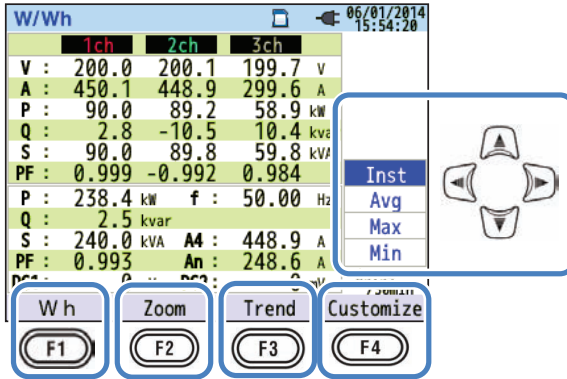 W/Wh 06/01/2014
15:54:20
1ch 2ch 3ch
V : 200.0 200.1 199.7 V
A : 450.1 448.9 299.6 A
P : 90.0 89.2 58.9 kW
Q : 2.8 -10.5 10.4
S : 90.0 89.8 59.8 kVA
PF : 0.999 -0.992 0.984
P : 238.4 kW f : 50.00 Hz
Q : 2.5 kvar
S : 240.0 kVA A4 : 448.9 A
PF : 0.993 An : 248.6 A
Inst
Avg
Max
Min
Wh Zoom Trend Customize
F1 F2 F3 F4